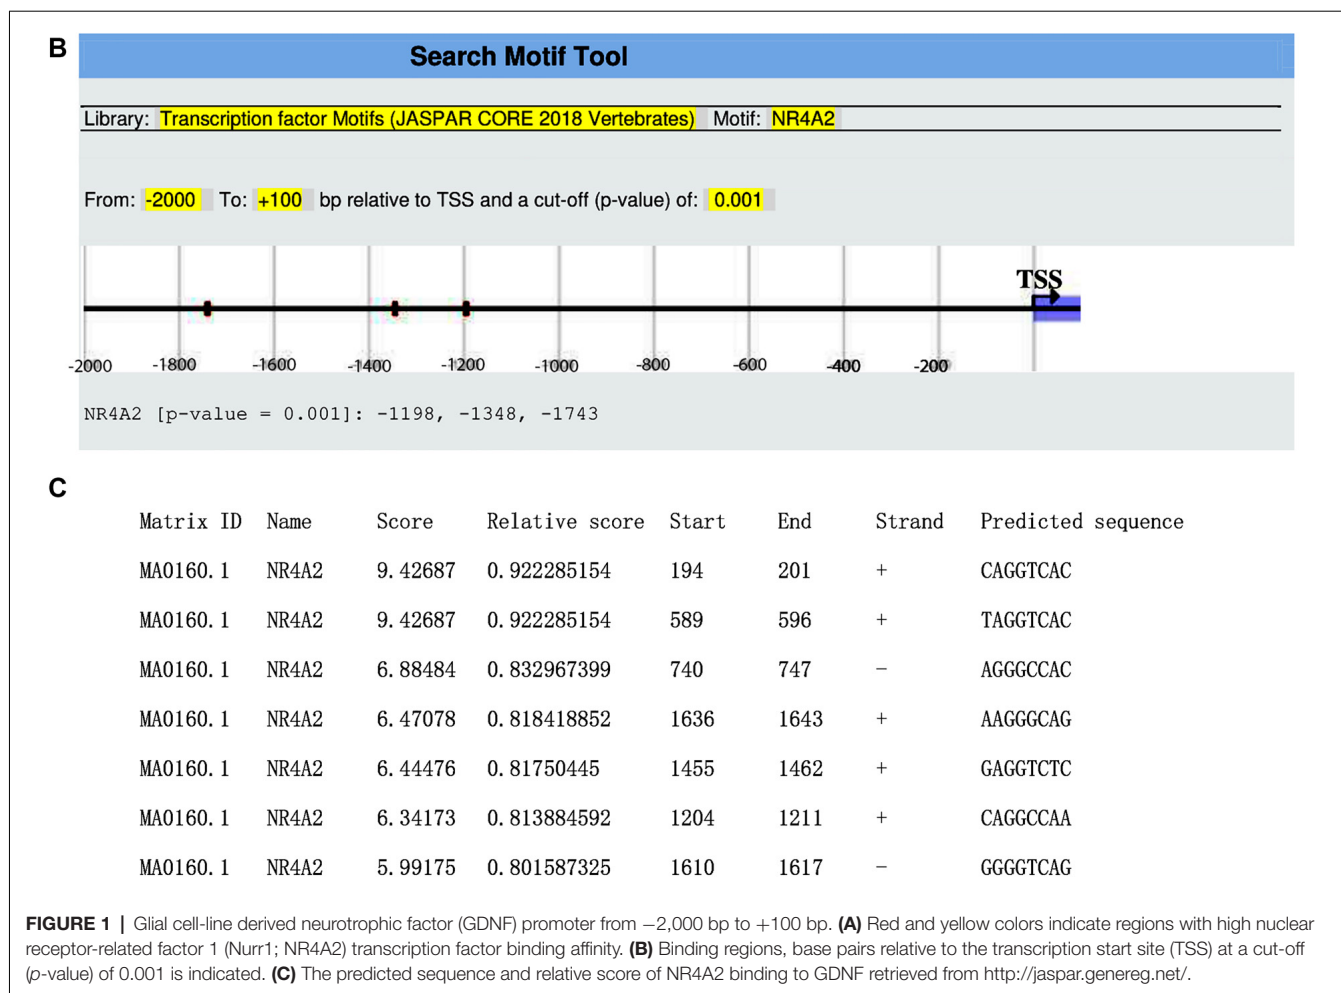 B
Search Motif Tool
Library: Transcription factor Motifs (JASPAR CORE 2018 Vertebrates) Motif: NR4A2
From: -2000 To: +100 bp relative to TSS and a cut-off (p-value) of: 0.001
TSS
-2000 -1800 -1600 -1400 -1200 -1000 -800 -600 -400 -200
NR4A2 [p-value = 0.001]: -1198, -1348, -1743
C
Matrix ID Name Score Relative score Start End Strand Predicted sequence
MA0160.1 NR4A2 9.42687 0.922285154 194 201 + CAGGTCAC
MA0160.1 NR4A2 9.42687 0.922285154 589 596 + TAGGTCAC
MA0160.1 NR4A2 6.88484 0.832967399 740 747 − AGGGCCAC
MA0160.1 NR4A2 6.47078 0.818418852 1636 1643 + AAGGGCAG
MA0160.1 NR4A2 6.44476 0.81750445 1455 1462 + GAGGTCTC
MA0160.1 NR4A2 6.34173 0.813884592 1204 1211 + CAGGCCAA
MA0160.1 NR4A2 5.99175 0.801587325 1610 1617 − GGGGTCAG
FIGURE 1 | Glial cell-line derived neurotrophic factor (GDNF) promoter from −2,000 bp to +100 bp. (A) Red and yellow colors indicate regions with high nuclear
receptor-related factor 1 (Nurr1; NR4A2) transcription factor binding affinity. (B) Binding regions, base pairs relative to the transcription start site (TSS) at a cut-off
(p-value) of 0.001 is indicated. (C) The predicted sequence and relative score of NR4A2 binding to GDNF retrieved from http://jaspar.genereg.net/.